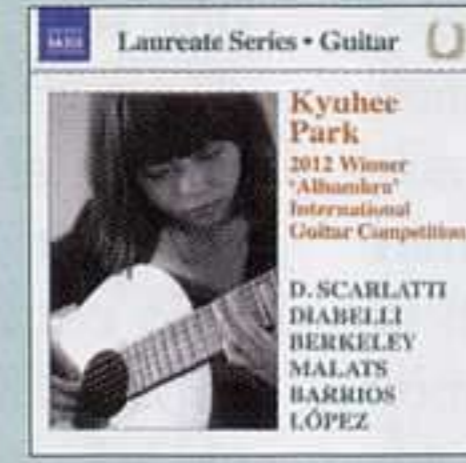 NAXOS
Laureate Series • Guitar
Kyuhee
Park
2012 Winner
‘Alhambra’
International
Guitar Competition
D. SCARLATTI
DIABELLI
BERKELEY
MALATS
BARRIOS
LÓPEZ